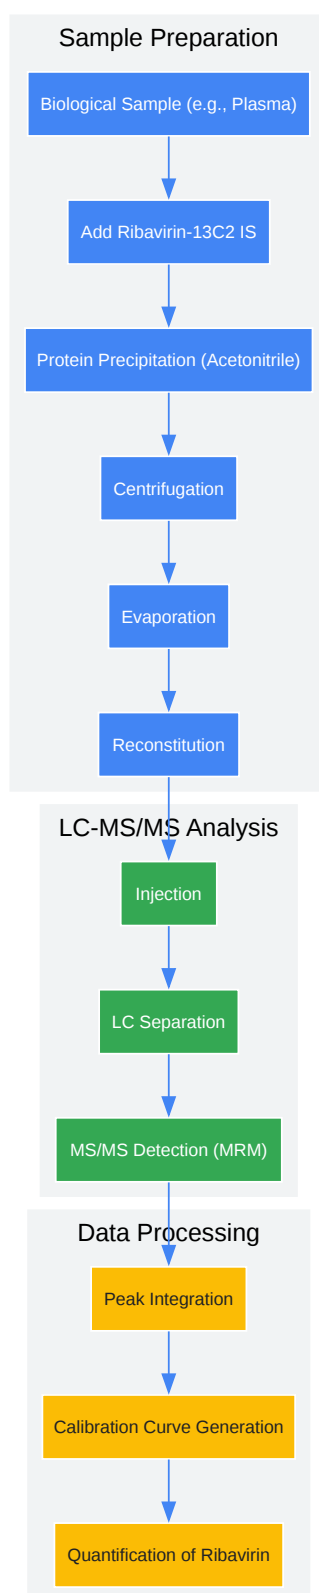 Sample Preparation
Biological Sample (e.g., Plasma)
Add Ribavirin-13C2 IS
Protein Precipitation (Acetonitrile)
Centrifugation
Evaporation
Reconstitution
LC-MS/MS Analysis
Injection
LC Separation
MS/MS Detection (MRM)
Data Processing
Peak Integration
Calibration Curve Generation
Quantification of Ribavirin